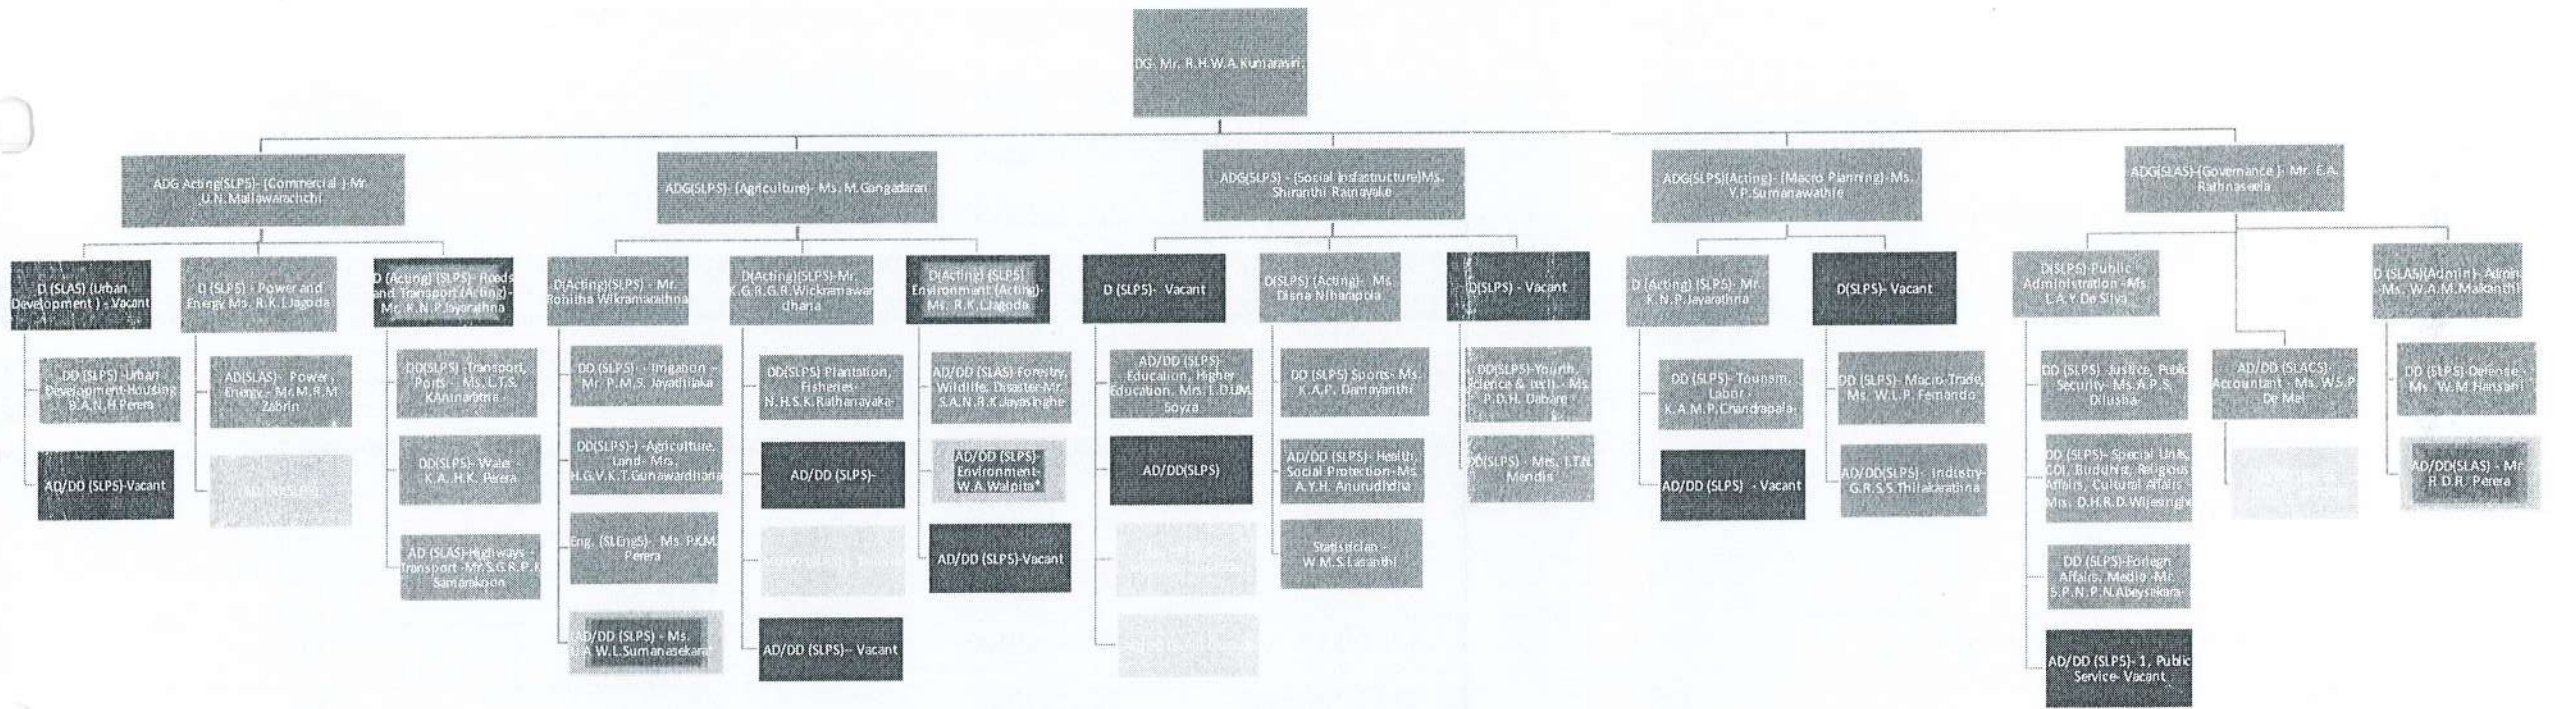 DG- Mr. R.H.W.A.Kumarasiri.
ADG Acting(SLPS)- (Commercial )-Mr.
U.N.Mallawarachchi
ADG(SLPS)- (Agriculture)- Ms. M.Gangadaran
ADG(SLPS) - (Social Insfastructure)Ms.
Shiranthi Ratnayake
ADG(SLPS)(Acting)- (Macro Planning)- Ms.
V.P.Sumanawathie
ADG(SLAS)-(Governance )- Mr. E.A.
Rathnaseela
D (SLAS) (Urban
Development ) - Vacant
D (SLPS) - Power and
Energy Ms. R.K.I.Jagoda
D (Acting) (SLPS)- Roads
and Transport (Acting)-
Mr. K.N.P.Jayarathna
D(Acting)(SLPS) - Mr.
Rohitha Wikramarathna
D(Acting)(SLPS)-Mr.
K.G.R.G.R.Wickramawar
dhana
D(Acting) (SLPS)
Environment (Acting)-
Ms. R.K.I.Jagoda
D (SLPS)- Vacant
D(SLPS) (Acting)- Ms.
Disna Niharapola
D(SLPS) - Vacant
D (Acting) (SLPS)- Mr.
K.N.P.Jayarathna
D(SLPS)- Vacant
D(SLPS)-Public
Administration -Ms.
L.A.Y.De Silva
D (SLAS)(Admin)- Admin
-Ms. W.A.M.Malkanthi
DD (SLPS) -Urban
Development-Housing
B.A.N.H.Perera
AD/DD (SLPS)-Vacant
AD(SLAS)- Power,
Energy - Mr.M.R.M.
Zabrin
DD(SLPS) -Transport,
Ports - Ms. L.T.S.
DD(SLPS)- Water -
K.A.H.K. Perera
AD (SLAS)-Highways -
Transport -Mr.S.G.R.P.K
Samarakoon
DD (SLPS) - Irrigation -
Mr. P.M.S. Jayathilaka
DD(SLPS)-) -Agriculture,
Land- Mrs.
H.G.V.K.T.Gunawardhana
Eng. (SLEngS)- Ms. P.K.M.
Perera
AD/DD (SLPS) - Ms.
U.A.W.L.Sumanasekara*
DD(SLPS) Plantation,
Fisheries-
N.H.S.K.Rathanayaka-
AD/DD (SLPS)-
AD/DD (SLPS)-- Vacant
AD/DD (SLAS)-Forestry,
Wildlife, Disaster-Mr.
S.A.N.R.K.Jayasinghe-
AD/DD (SLPS)
Environment-
W.A.Walpita*
AD/DD (SLPS)-Vacant
AD/DD (SLPS)-
Education, Higher
Education, Mrs. L.D.I.M.
Soyza
AD/DD(SLPS)
DD (SLPS) Sports- Ms.
K.A.P. Damayanthi
AD/DD (SLPS)- Health,
Social Protection- Ms.
A.Y.H. Anurudhdha
Statistician -
W.M.S.Lasanthi
DD(SLPS)-Yourth,
Science & tech. - Ms.
P.D.H. Dabare
DD(SLPS) - Mrs. I.T.N.
Mendis
DD (SLPS)- Tourism,
Labor -
K.A.M.P.Chandrapala-
AD/DD (SLPS) - Vacant
DD (SLPS)- Macro-Trade,
Ms. W.L.P. Fernando
AD/DD(SLPS)- Industry-
G.R.S.S.Thilakarathna
DD (SLPS) -Justice, Public
Security- Ms.A.P.S.
Dilusha-
DD (SLPS)- Special Units,
COI, Buddhist, Religious
Affairs, Cultural Affairs -
Mrs. D.H.R.D.Wijesinghe
DD (SLPS)-Foriegn
Affairs, Media -Mr.
S.P.N.P.N.Abeysekara-
AD/DD (SLPS)- 1, Public
Service- Vacant
AD/DD (SLACS)-
Accountant - Ms. W.S.P.
De Mel
DD (SLPS)-Defense -
Ms. W.M.Hansani
AD/DD(SLAS) - Mr.
R.D.R. Perera